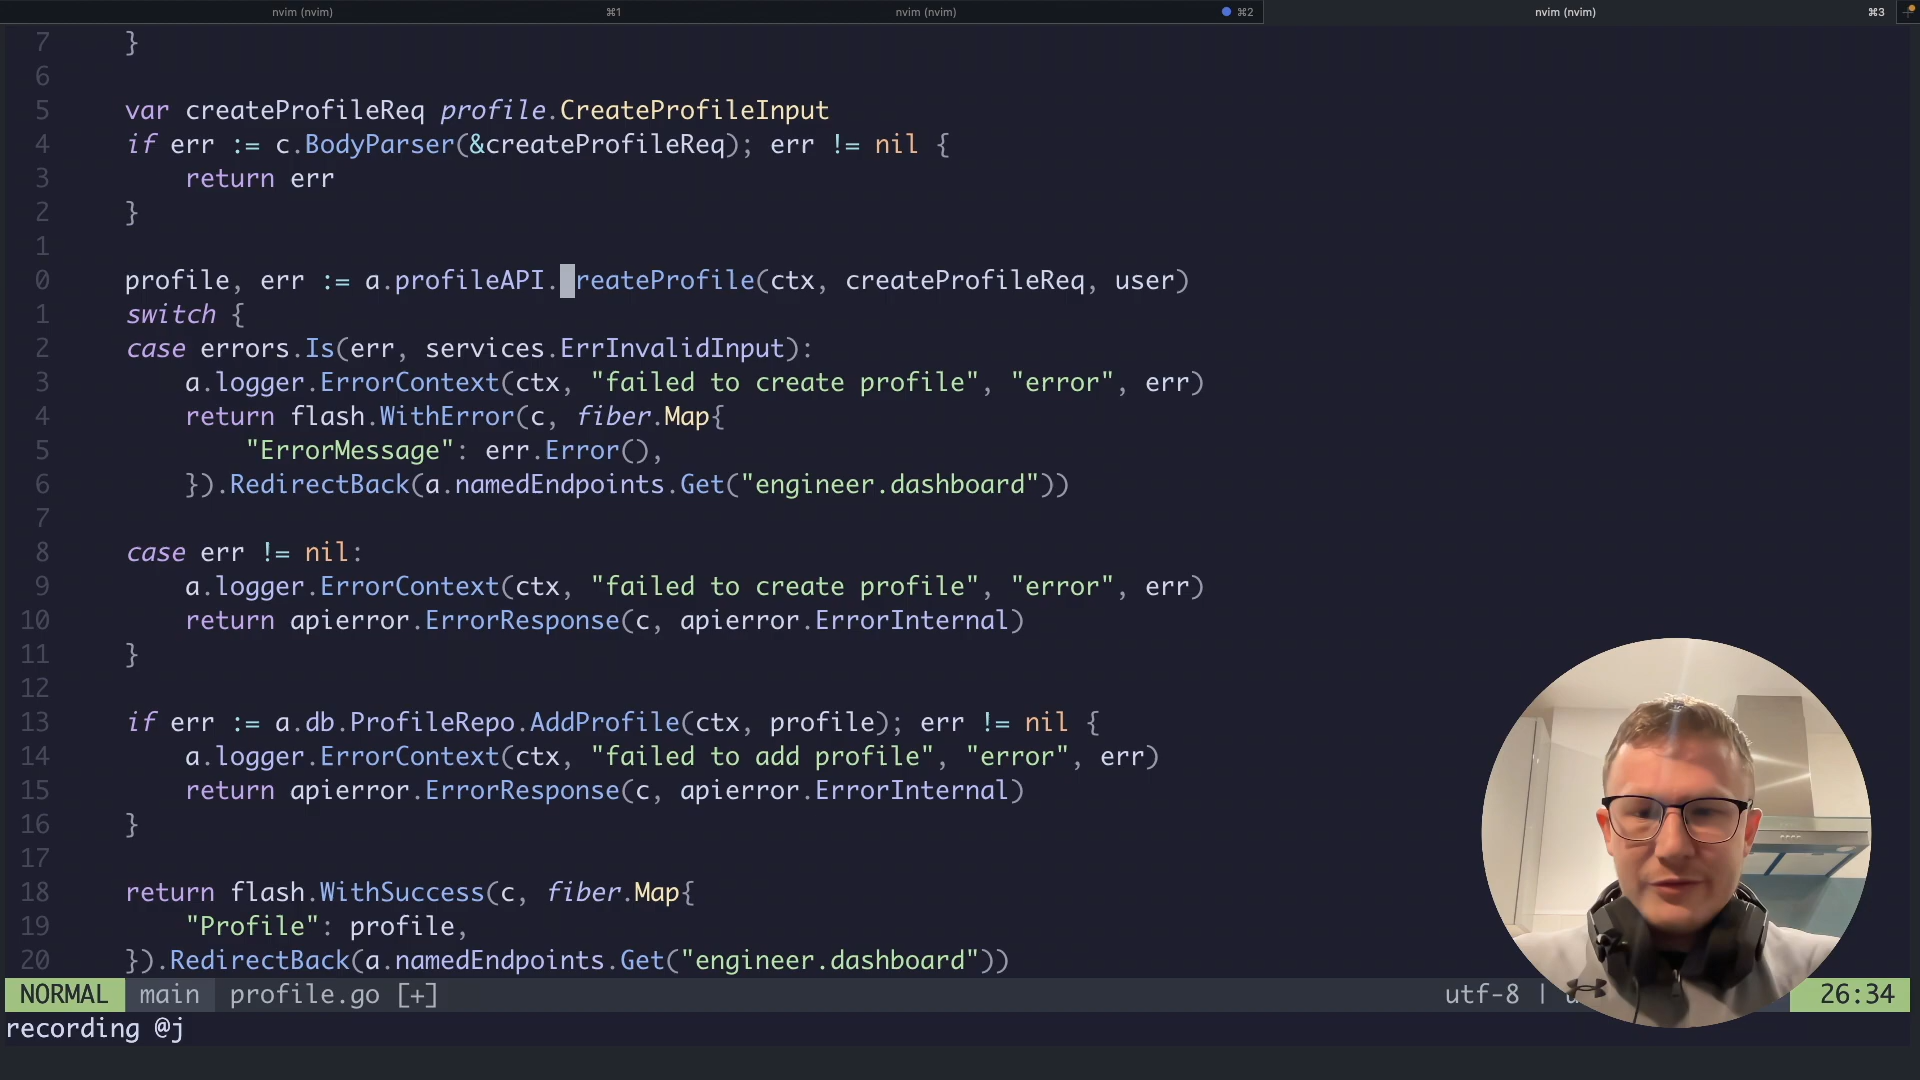 nvim (nvim) ⌘1 nvim (nvim) ⌘2 nvim (nvim) ⌘3
7 }
6
5 var createProfileReq profile.CreateProfileInput
4 if err := c.BodyParser(&createProfileReq); err != nil {
3 return err
2 }
1
0 profile, err := a.profileAPI. reateProfile(ctx, createProfileReq, user)
1 switch {
2 case errors.Is(err, services.ErrInvalidInput):
3 a.logger.ErrorContext(ctx, "failed to create profile", "error", err)
4 return flash.WithError(c, fiber.Map{
5 "ErrorMessage": err.Error(),
6 }).RedirectBack(a.namedEndpoints.Get("engineer.dashboard"))
7
8 case err != nil:
9 a.logger.ErrorContext(ctx, "failed to create profile", "error", err)
10 return apierror.ErrorResponse(c, apierror.ErrorInternal)
11 }
12
13 if err := a.db.ProfileRepo.AddProfile(ctx, profile); err != nil {
14 a.logger.ErrorContext(ctx, "failed to add profile", "error", err)
15 return apierror.ErrorResponse(c, apierror.ErrorInternal)
16 }
17
18 return flash.WithSuccess(c, fiber.Map{
19 "Profile": profile,
20 }).RedirectBack(a.namedEndpoints.Get("engineer.dashboard"))
NORMAL main profile.go [+] utf-8 | 26:34
recording @j